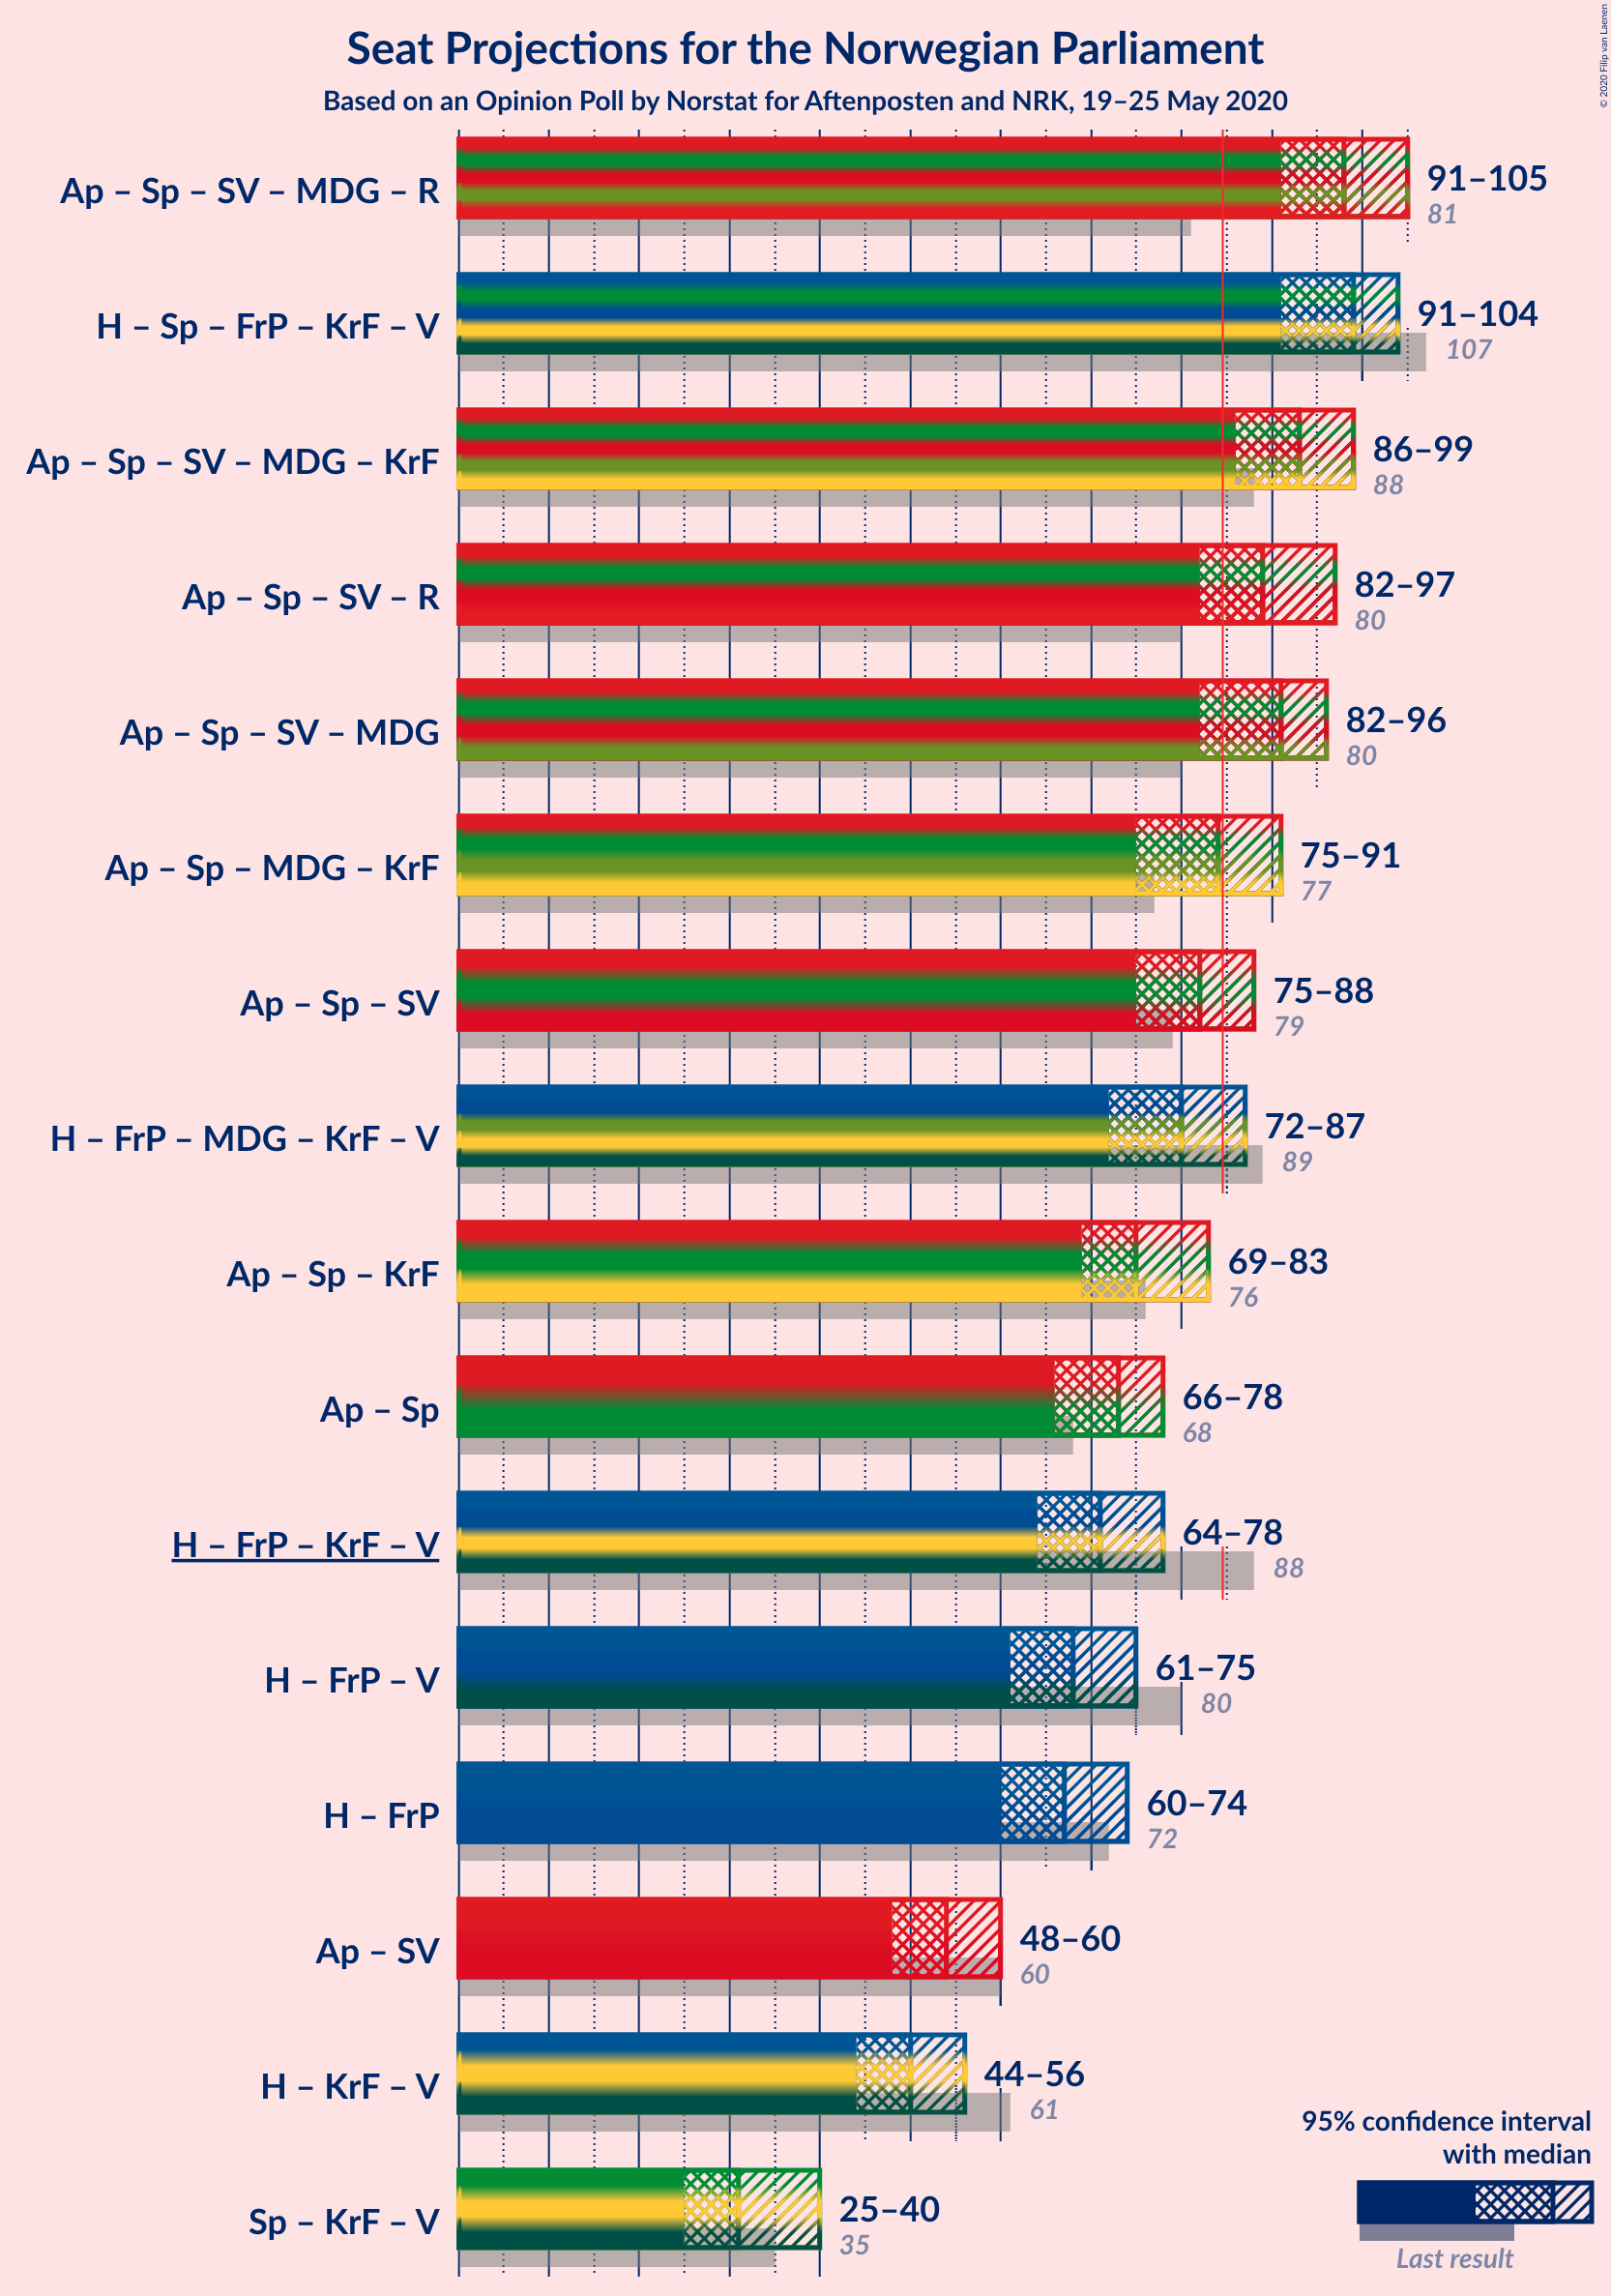 © 2020 Filip van Laenen
Seat Projections for the Norwegian Parliament
Based on an Opinion Poll by Norstat for Aftenposten and NRK, 19–25 May 2020
Ap – Sp – SV – MDG – R
91–105
81
H – Sp – FrP – KrF – V
91–104
107
Ap – Sp – SV – MDG – KrF
86–99
88
Ap – Sp – SV – R
82–97
80
Ap – Sp – SV – MDG
82–96
80
Ap – Sp – MDG – KrF
75–91
77
Ap – Sp – SV
75–88
79
H – FrP – MDG – KrF – V
72–87
89
Ap – Sp – KrF
69–83
76
Ap – Sp
66–78
68
H – FrP – KrF – V
64–78
88
H – FrP – V
61–75
80
H – FrP
60–74
72
Ap – SV
48–60
60
H – KrF – V
44–56
61
Sp – KrF – V
25–40
35
95% confidence interval
with median
Last result